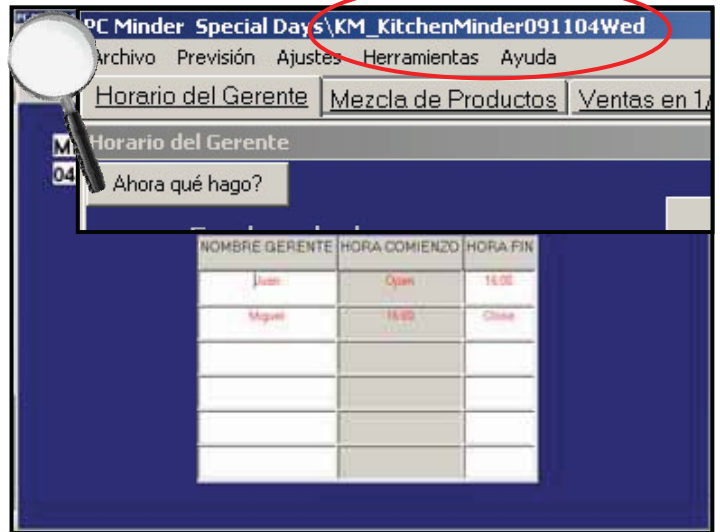 PC Minder Special Days\KM_KitchenMinder091104Wed
Archivo Previsión Ajustes Herramientas Ayuda
Horario del Gerente Mezcla de Productos Ventas en 1/
Horario del Gerente
04
Ahora qué hago?
NOMBRE GERENTE HORA COMIENZO HORA FIN
Juan Open 16:00
Miguel 16:00 Close